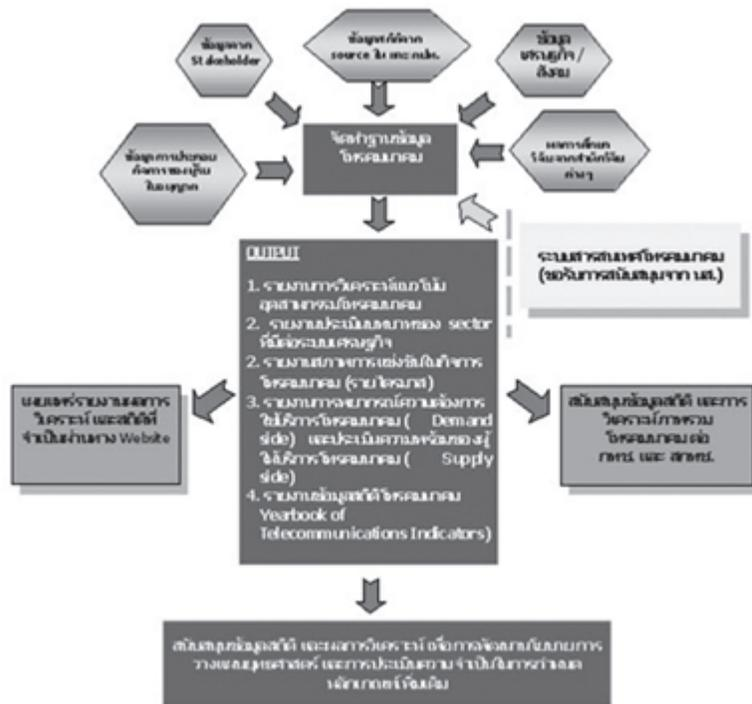 ข้อมูลจาก
Stakeholder
ข้อมูลสถิติจาก
source ใน และ
ข้อมูล
เศรษฐกิจ /
สังคม
ข้อมูลการประกอบ
กิจการของผู้รับ
ใบอนุญาต
จัดทำฐานข้อมูล
โทรคมนาคม
ผลการศึกษา
วิจัยจากสำนักวิจัย
ต่างๆ
ระบบสารสนเทศโทรคมนาคม
(ขอรับการสนับสนุนจาก นส.)
OUTPUT
1. รายงานการวิเคราะห์แนวโน้ม
อุตสาหกรรมโทรคมนาคม
2. รายงานประเมินบทบาทของ sector
ที่มีต่อระบบเศรษฐกิจ
2. รายงานสภาพการแข่งขันในกิจการ
โทรคมนาคม (รายไตรมาส)
3. รายงานการพยากรณ์ความต้องการ
ใช้บริการโทรคมนาคม ( Demand
side) และประเมินความพร้อมของผู้
ให้บริการโทรคมนาคม ( Supply
side)
4. รายงานข้อมูลสถิติโทรคมนาคม
Yearbook of
Telecommunications Indicators)
เผยแพร่รายงานผลการ
วิเคราะห์ และสถิติที่
จำเป็นผ่านทาง Website
สนับสนุนข้อมูลสถิติ และการ
วิเคราะห์ภาพรวม
โทรคมนาคม ต่อ
กทช. และ สกทช.
สนับสนุนข้อมูลสถิติ และผลการวิเคราะห์ เพื่อการพัฒนานโยบาย การ
วางแผนยุทธศาสตร์ และการประเมินความจำเป็นในการกำหนด
หลักเกณฑ์เพิ่มเติม